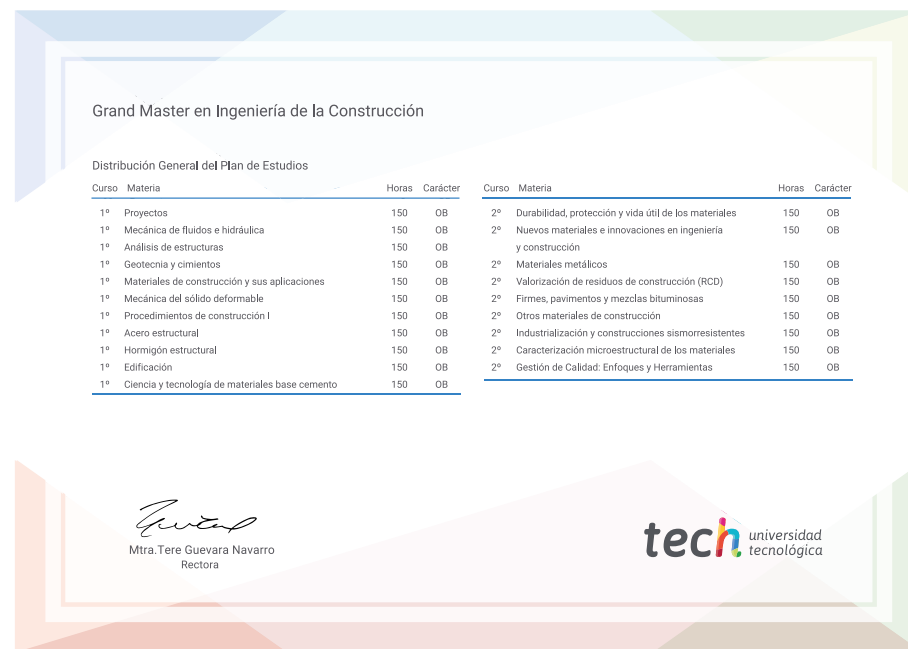 Grand Master en Ingeniería de la Construcción
Distribución General del Plan de Estudios
Curso Materia Horas Carácter
1º Proyectos 150 OB
1º Mecánica de fluidos e hidráulica 150 OB
1º Análisis de estructuras 150 OB
1º Geotecnia y cimientos 150 OB
1º Materiales de construcción y sus aplicaciones 150 OB
1º Mecánica del sólido deformable 150 OB
1º Procedimientos de construcción I 150 OB
1º Acero estructural 150 OB
1º Hormigón estructural 150 OB
1º Edificación 150 OB
1º Ciencia y tecnología de materiales base cemento 150 OB
Curso Materia Horas Carácter
2º Durabilidad, protección y vida útil de los materiales 150 OB
2º Nuevos materiales e innovaciones en ingeniería 150 OB
y construcción
2º Materiales metálicos 150 OB
2º Valorización de residuos de construcción (RCD) 150 OB
2º Firmes, pavimentos y mezclas bituminosas 150 OB
2º Otros materiales de construcción 150 OB
2º Industrialización y construcciones sismorresistentes 150 OB
2º Caracterización microestructural de los materiales 150 OB
2º Gestión de Calidad: Enfoques y Herramientas 150 OB
Mtra.Tere Guevara Navarro
Rectora
tech universidad
tecnológica